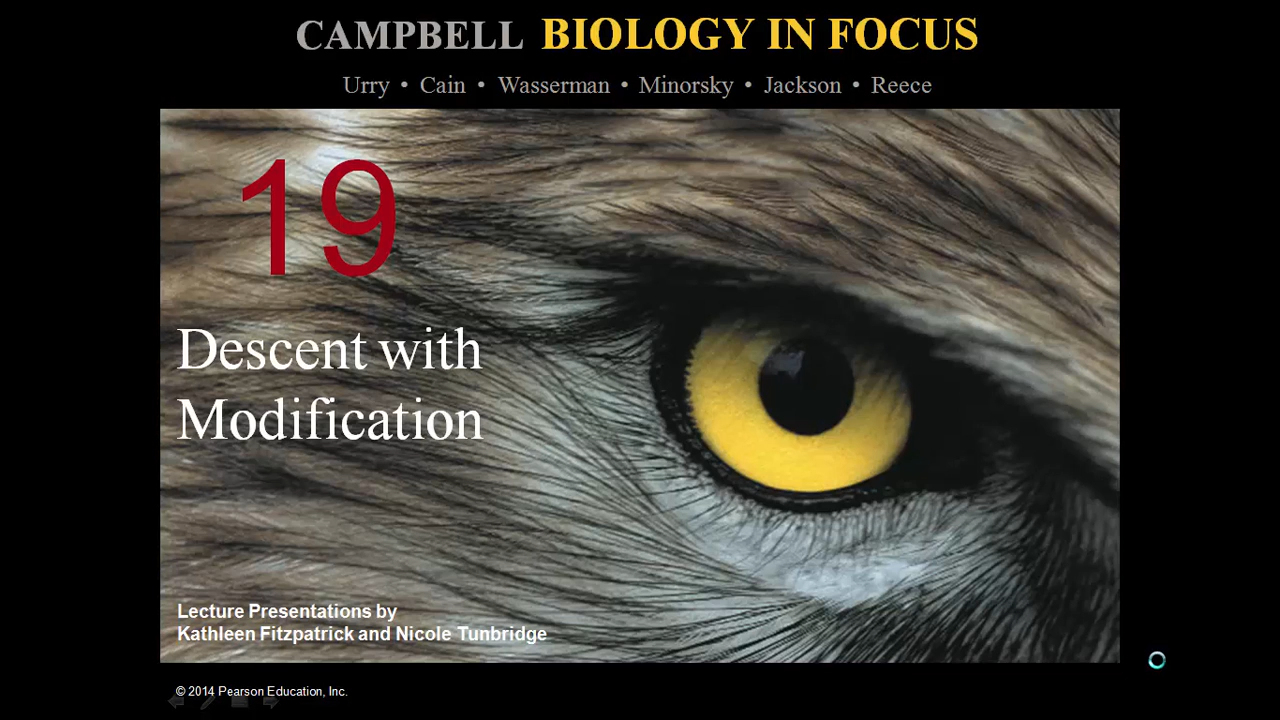 CAMPBELL BIOLOGY IN FOCUS
Urry • Cain • Wasserman • Minorsky • Jackson • Reece
19
Descent with
Modification
Lecture Presentations by
Kathleen Fitzpatrick and Nicole Tunbridge
© 2014 Pearson Education, Inc.